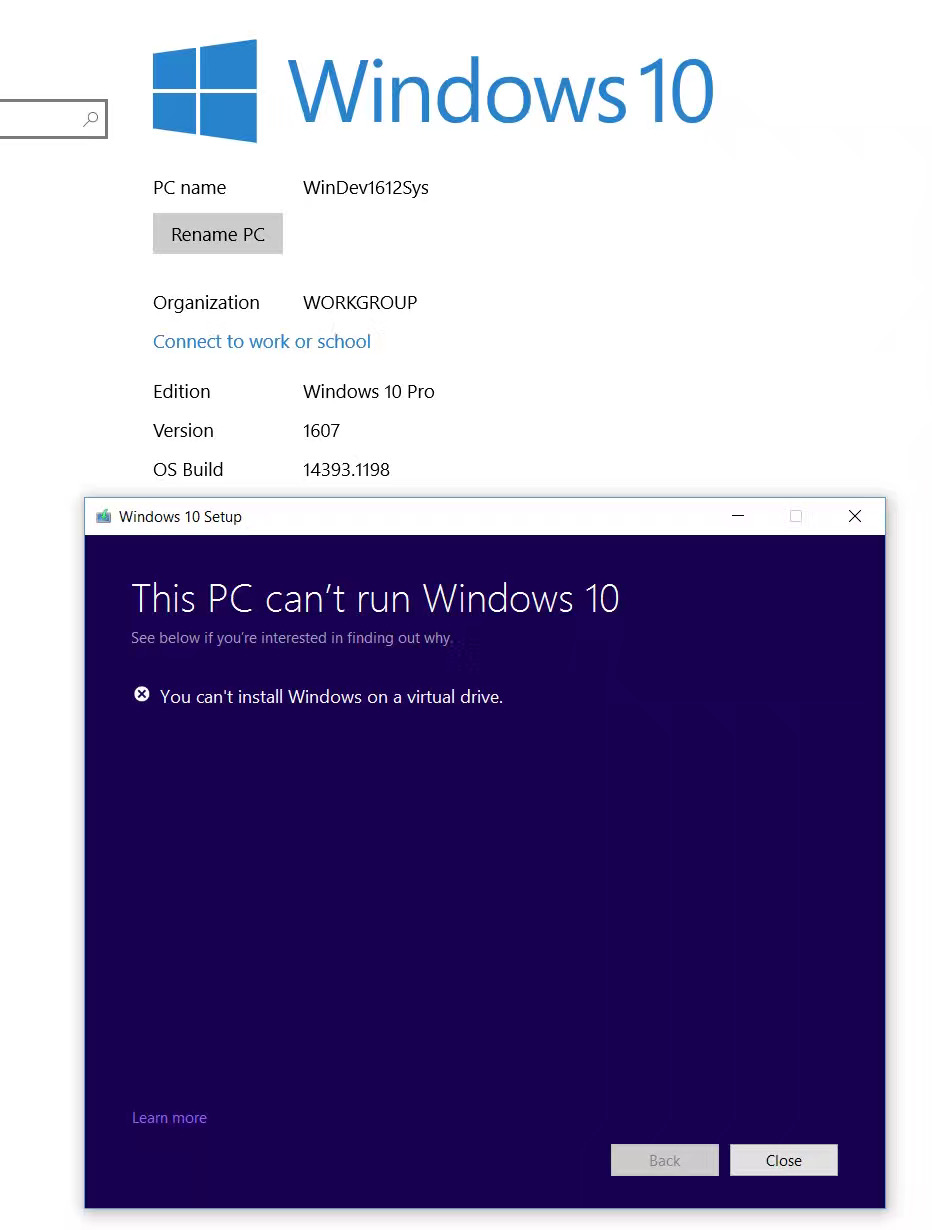 Windows 10
PC name WinDev1612Sys
Rename PC
Organization WORKGROUP
Connect to work or school
Edition Windows 10 Pro
Version 1607
OS Build 14393.1198
Windows 10 Setup
This PC can't run Windows 10
See below if you're interested in finding out why.
You can't install Windows on a virtual drive.
Learn more
Back Close